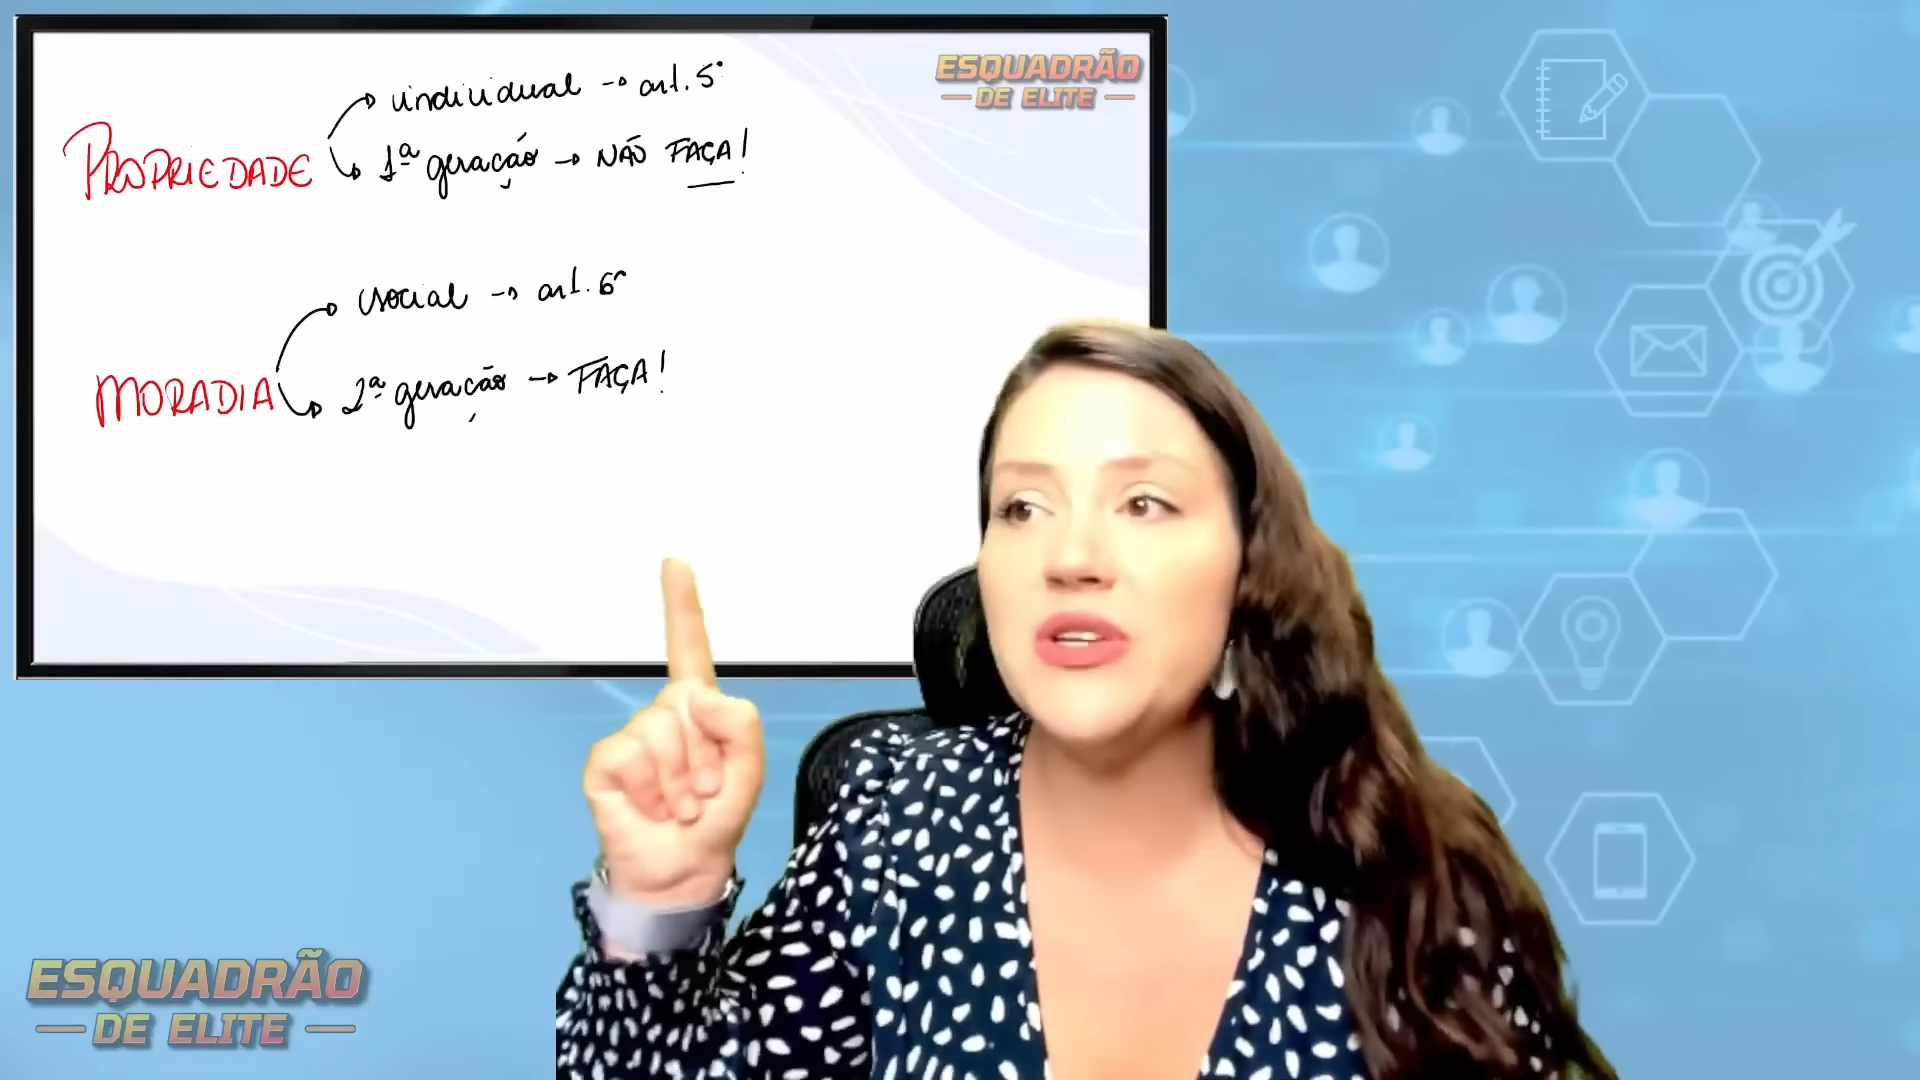 individual → art. 5º
PROPRIEDADE
1ª geração → NÃO FAÇA!
social → art. 6º
MORADIA
2ª geração → FAÇA!
ESQUADRÃO
DE ELITE
ESQUADRÃO
DE ELITE